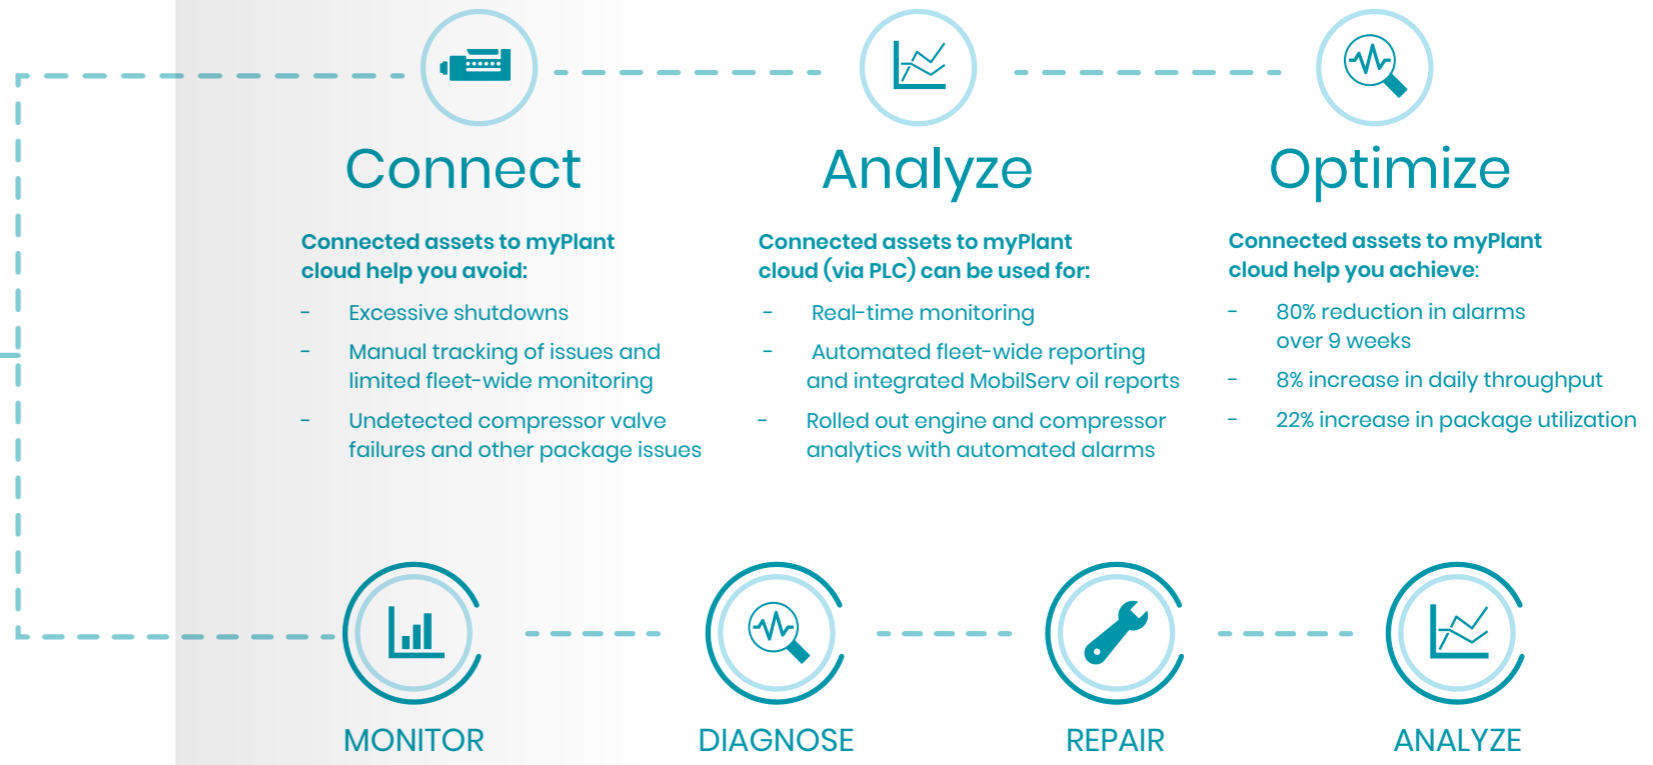 Connect
Connected assets to myPlant
cloud help you avoid:
- Excessive shutdowns
- Manual tracking of issues and
limited fleet-wide monitoring
- Undetected compressor valve
failures and other package issues
Analyze
Connected assets to myPlant
cloud (via PLC) can be used for:
- Real-time monitoring
- Automated fleet-wide reporting
and integrated MobilServ oil reports
- Rolled out engine and compressor
analytics with automated alarms
Optimize
Connected assets to myPlant
cloud help you achieve:
- 80% reduction in alarms
over 9 weeks
- 8% increase in daily throughput
- 22% increase in package utilization
MONITOR
DIAGNOSE
REPAIR
ANALYZE